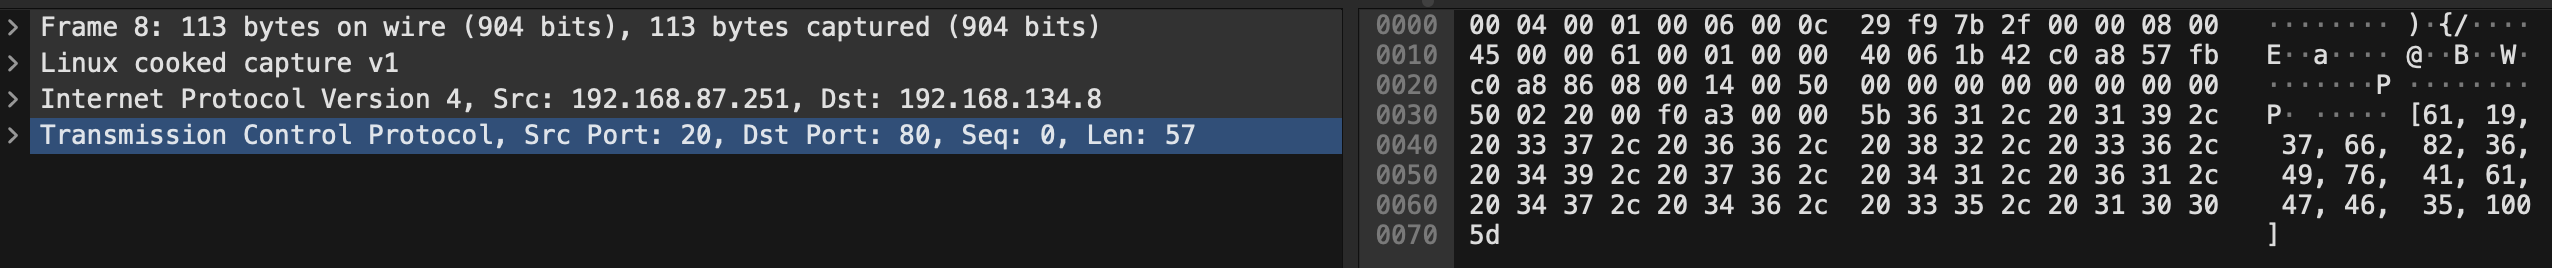 Frame 8: 113 bytes on wire (904 bits), 113 bytes captured (904 bits)
Linux cooked capture v1
Internet Protocol Version 4, Src: 192.168.87.251, Dst: 192.168.134.8
Transmission Control Protocol, Src Port: 20, Dst Port: 80, Seq: 0, Len: 57
0000 00 04 00 01 00 06 00 0c 29 f9 7b 2f 00 00 08 00 ········ )·{/····
0010 45 00 00 61 00 01 00 00 40 06 1b 42 c0 a8 57 fb E··a···· @··B··W·
0020 c0 a8 86 08 00 14 00 50 00 00 00 00 00 00 00 00 ·······P ········
0030 50 02 20 00 f0 a3 00 00 5b 36 31 2c 20 31 39 2c P· ····· [61, 19,
0040 20 33 37 2c 20 36 36 2c 20 38 32 2c 20 33 36 2c 37, 66, 82, 36,
0050 20 34 39 2c 20 37 36 2c 20 34 31 2c 20 36 31 2c 49, 76, 41, 61,
0060 20 34 37 2c 20 34 36 2c 20 33 35 2c 20 31 30 30 47, 46, 35, 100
0070 5d ]